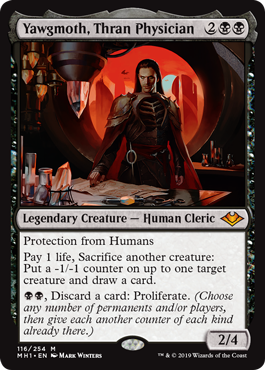 Yawgmoth, Thran Physician 2
Legendary Creature — Human Cleric
Protection from Humans
Pay 1 life, Sacrifice another creature:
Put a -1/-1 counter on up to one target
creature and draw a card.
, Discard a card: Proliferate. (Choose
any number of permanents and/or players,
then give each another counter of each kind
already there.)
2/4
116/254 M
MH1 • EN MARK WINTERS
™ & © 2019 Wizards of the Coast